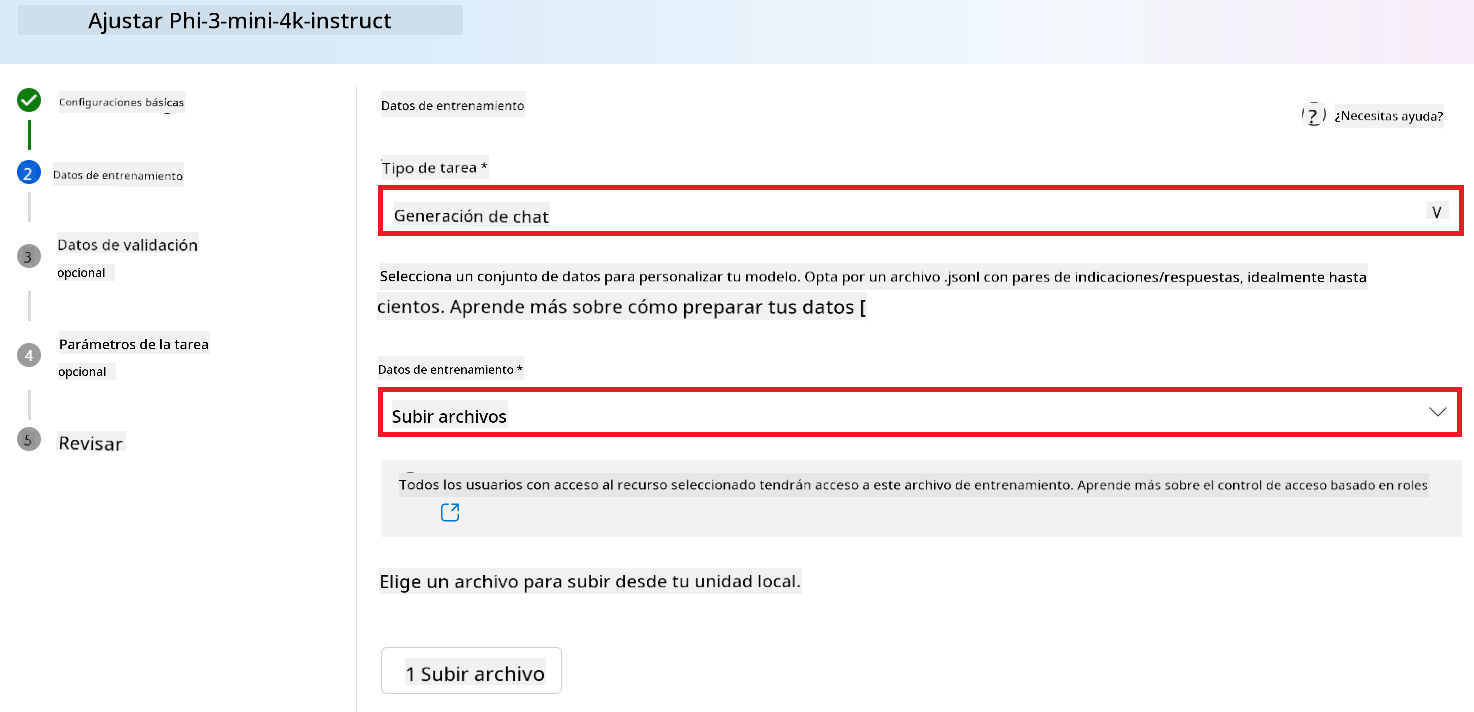 Ajustar Phi-3-mini-4k-instruct
Configuraciones básicas
2
Datos de entrenamiento
3
Datos de validación
opcional
4
Parámetros de la tarea
opcional
5
Revisar
Datos de entrenamiento
? ¿Necesitas ayuda?
Tipo de tarea *
Generación de chat V
Selecciona un conjunto de datos para personalizar tu modelo. Opta por un archivo .jsonl con pares de indicaciones/respuestas, idealmente hasta
cientos. Aprende más sobre cómo preparar tus datos [
Datos de entrenamiento *
Subir archivos
Todos los usuarios con acceso al recurso seleccionado tendrán acceso a este archivo de entrenamiento. Aprende más sobre el control de acceso basado en roles
Elige un archivo para subir desde tu unidad local.
1 Subir archivo